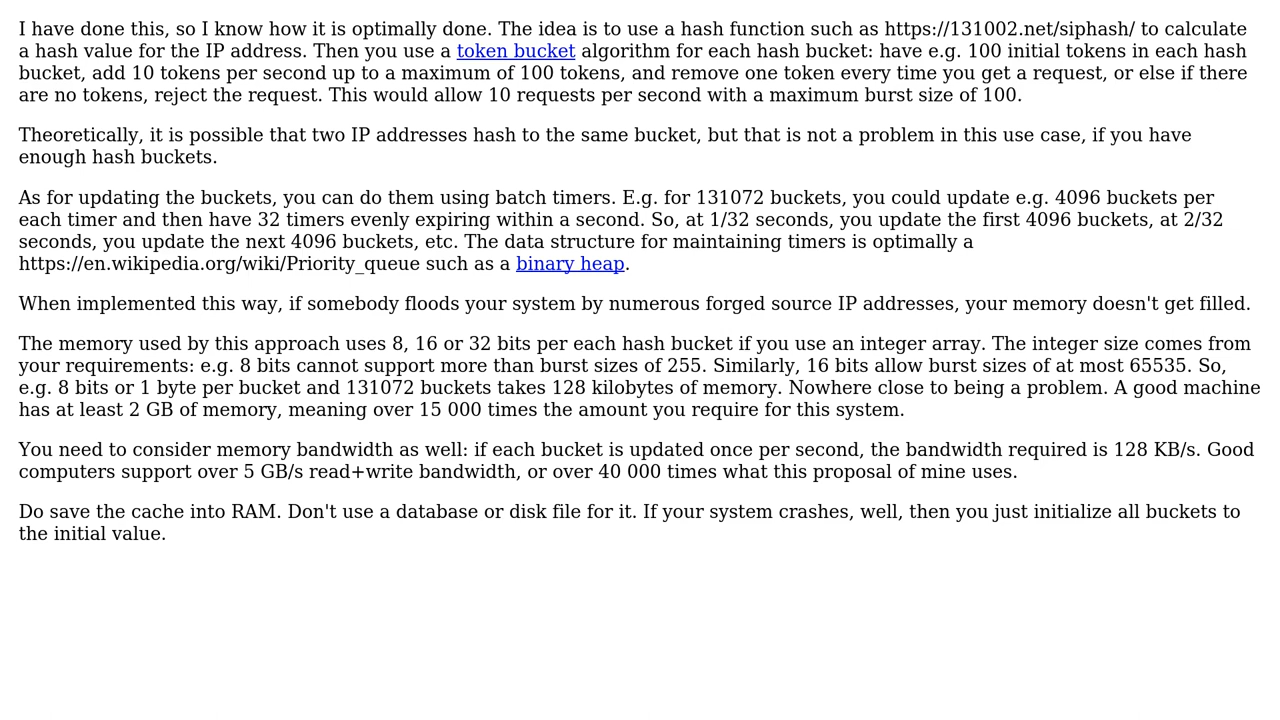 I have done this, so I know how it is optimally done. The idea is to use a hash function such as https://131002.net/siphash/ to calculate
a hash value for the IP address. Then you use a token bucket algorithm for each hash bucket: have e.g. 100 initial tokens in each hash
bucket, add 10 tokens per second up to a maximum of 100 tokens, and remove one token every time you get a request, or else if there
are no tokens, reject the request. This would allow 10 requests per second with a maximum burst size of 100.
Theoretically, it is possible that two IP addresses hash to the same bucket, but that is not a problem in this use case, if you have
enough hash buckets.
As for updating the buckets, you can do them using batch timers. E.g. for 131072 buckets, you could update e.g. 4096 buckets per
each timer and then have 32 timers evenly expiring within a second. So, at 1/32 seconds, you update the first 4096 buckets, at 2/32
seconds, you update the next 4096 buckets, etc. The data structure for maintaining timers is optimally a
https://en.wikipedia.org/wiki/Priority_queue such as a binary heap.
When implemented this way, if somebody floods your system by numerous forged source IP addresses, your memory doesn't get filled.
The memory used by this approach uses 8, 16 or 32 bits per each hash bucket if you use an integer array. The integer size comes from
your requirements: e.g. 8 bits cannot support more than burst sizes of 255. Similarly, 16 bits allow burst sizes of at most 65535. So,
e.g. 8 bits or 1 byte per bucket and 131072 buckets takes 128 kilobytes of memory. Nowhere close to being a problem. A good machine
has at least 2 GB of memory, meaning over 15 000 times the amount you require for this system.
You need to consider memory bandwidth as well: if each bucket is updated once per second, the bandwidth required is 128 KB/s. Good
computers support over 5 GB/s read+write bandwidth, or over 40 000 times what this proposal of mine uses.
Do save the cache into RAM. Don't use a database or disk file for it. If your system crashes, well, then you just initialize all buckets to
the initial value.